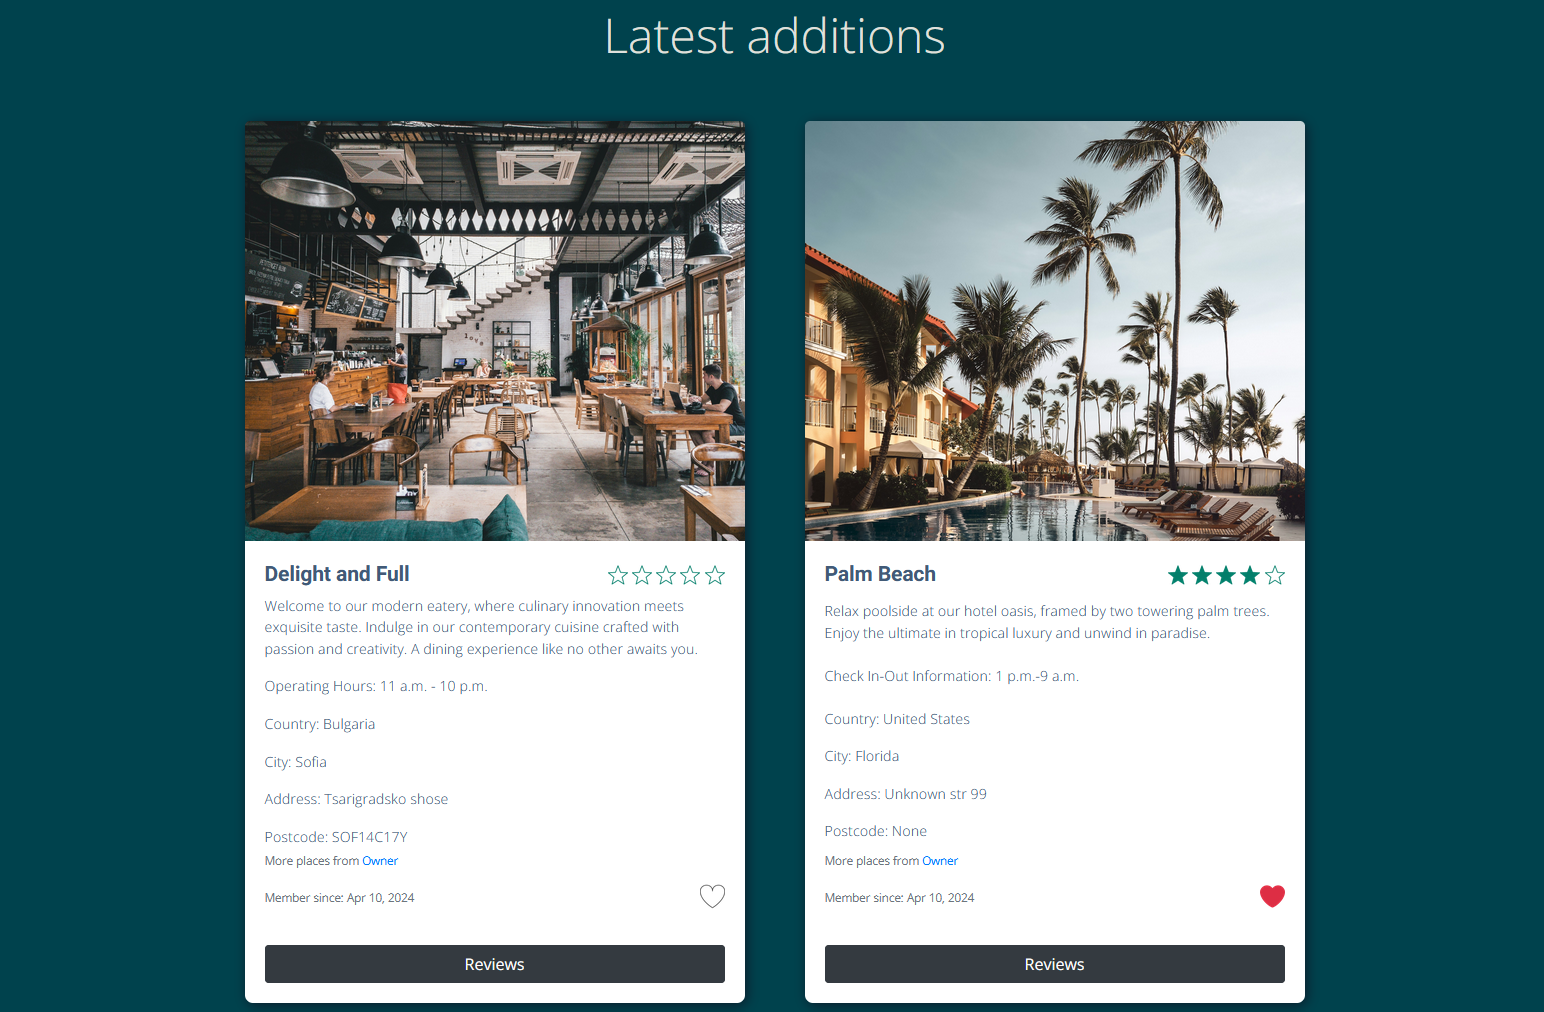 Latest additions
Delight and Full
Welcome to our modern eatery, where culinary innovation meets
exquisite taste. Indulge in our contemporary cuisine crafted with
passion and creativity. A dining experience like no other awaits you.
Operating Hours: 11 a.m. - 10 p.m.
Country: Bulgaria
City: Sofia
Address: Tsarigradsko shose
Postcode: SOF14C17Y
More places from Owner
Member since: Apr 10, 2024
Reviews
Palm Beach
Relax poolside at our hotel oasis, framed by two towering palm trees.
Enjoy the ultimate in tropical luxury and unwind in paradise.
Check In-Out Information: 1 p.m.-9 a.m.
Country: United States
City: Florida
Address: Unknown str 99
Postcode: None
More places from Owner
Member since: Apr 10, 2024
Reviews